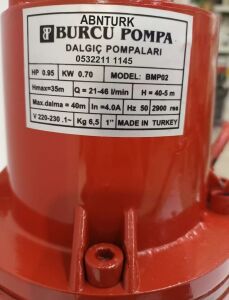 ABNTURK
BP BURCU POMPA
DALGIÇ POMPALARI
0532211 1145
HP 0.95 KW 0.70 MODEL: BMP02
Hmax=35m Q = 21-46 l/min H = 40-5 m
Max.dalma = 40m In =4.0A Hz 50 2900 res
V 220-230 .1~ Kg 6,5 1" MADE IN TURKEY